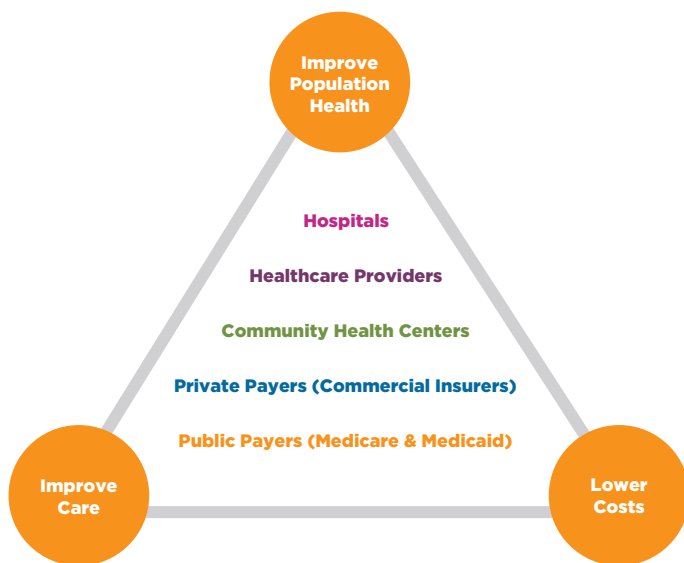 Improve
Population
Health
Hospitals
Healthcare Providers
Community Health Centers
Private Payers (Commercial Insurers)
Public Payers (Medicare & Medicaid)
Improve
Care
Lower
Costs